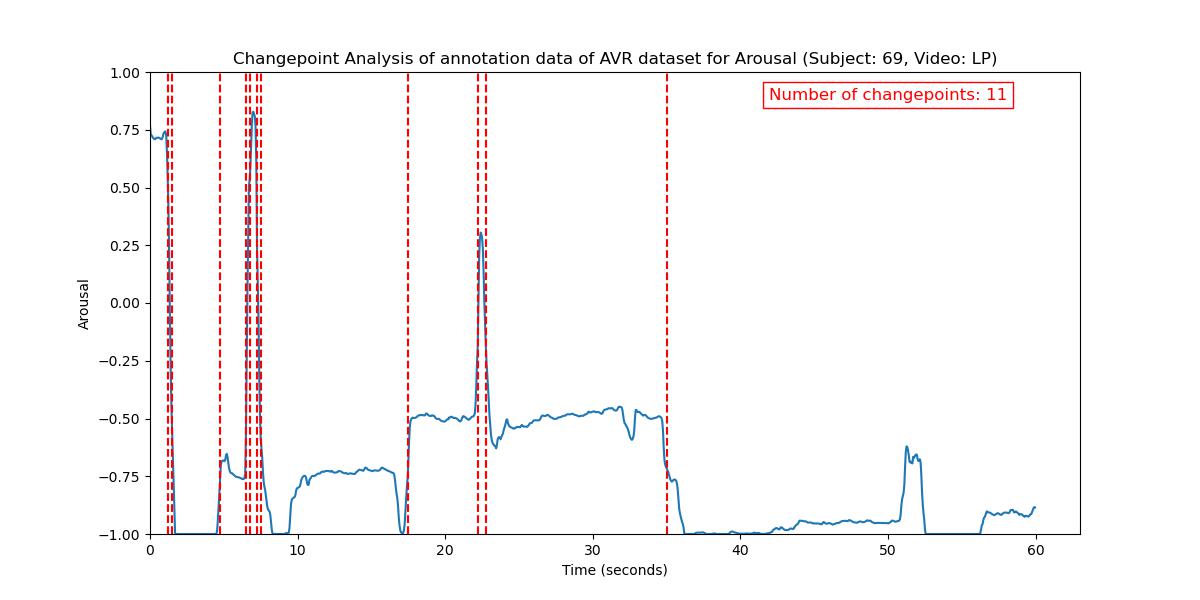 Changepoint Analysis of annotation data of AVR dataset for Arousal (Subject: 69, Video: LP)
Number of changepoints: 11
1.00
0.75
0.50
0.25
0.00
−0.25
−0.50
−0.75
−1.00
Arousal
0 10 20 30 40 50 60
Time (seconds)